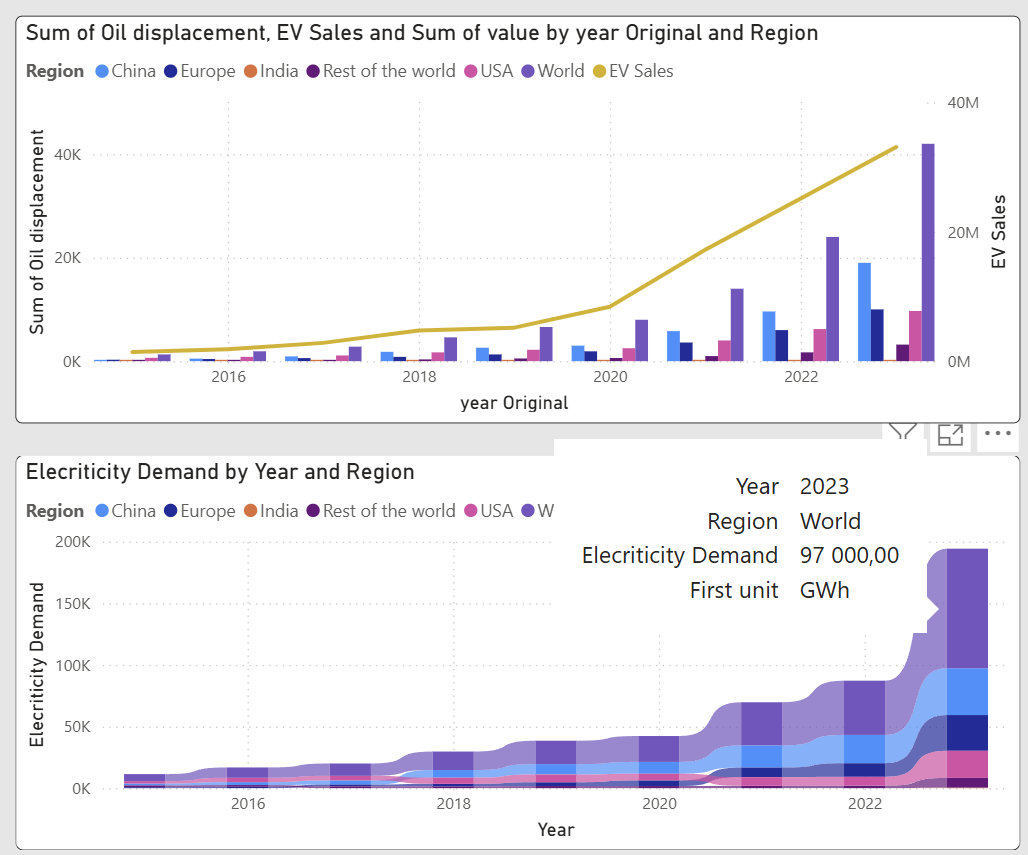 Sum of Oil displacement, EV Sales and Sum of value by year Original and Region
Region China Europe India Rest of the world USA World EV Sales
40M
40K
20M
20K
0K
0M
Sum of Oil displacement
EV Sales
2016 2018 2020 2022
year Original
Elecriticity Demand by Year and Region
Region China Europe India Rest of the world USA W
Year 2023
Region World
Elecriticity Demand 97 000,00
First unit GWh
200K
150K
100K
50K
0K
Elecriticity Demand
2016 2018 2020 2022
Year